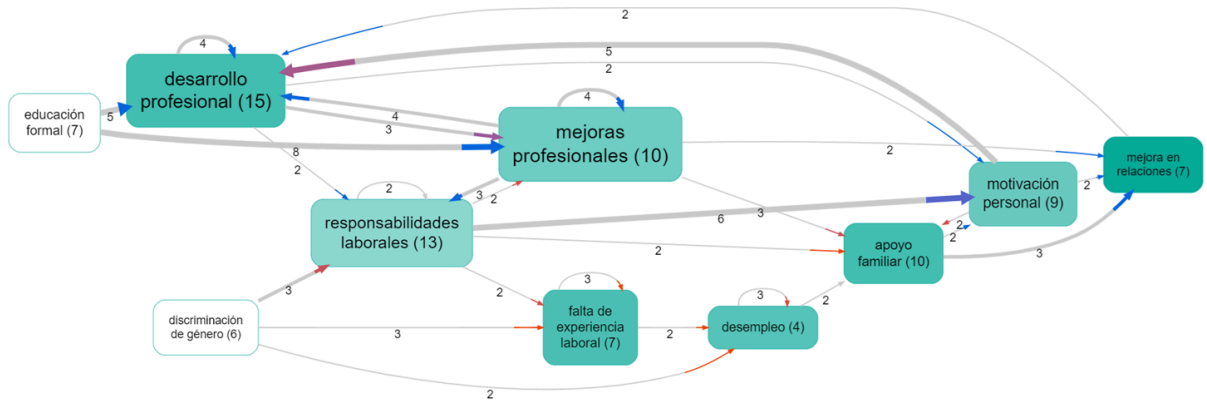 2
4
5
desarrollo
profesional (15)
2
educación
formal (7)
5
4
3
4
mejoras
profesionales (10)
8
2
2
mejora en
relaciones (7)
2
3
2
motivación
personal (9)
2
responsabilidades
laborales (13)
6
3
2
2
2
apoyo
familiar (10)
3
3
2
3
falta de
experiencia
laboral (7)
3
2
discriminación
de género (6)
3
2
desempleo (4)
2